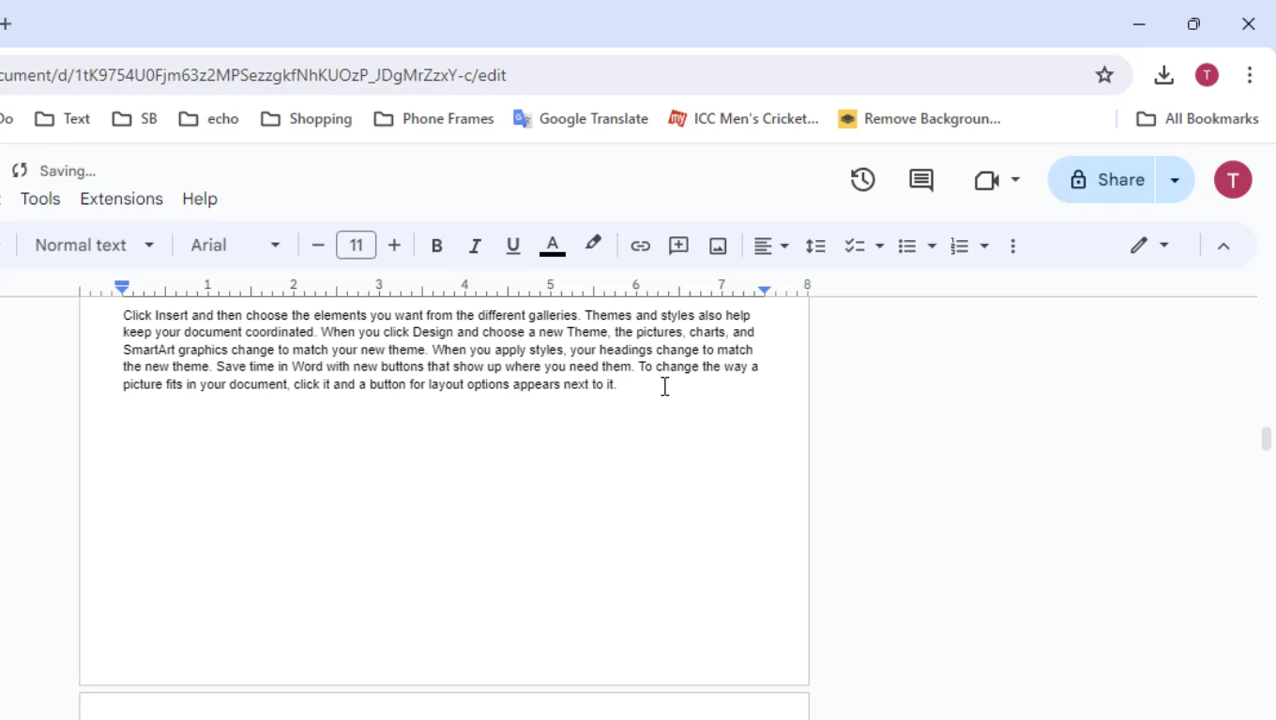 cument/d/1tK9754U0Fjm63z2MPSezzgkfNhKUOzP_JDgMrZzxY-c/edit
T
Do Text SB echo Shopping Phone Frames Google Translate my ICC Men's Cricket... Remove Backgroun... All Bookmarks
Saving...
Share T
Tools Extensions Help
Normal text Arial 11 B I U A
1 2 3 4 5 6 7 8
Click Insert and then choose the elements you want from the different galleries. Themes and styles also help
keep your document coordinated. When you click Design and choose a new Theme, the pictures, charts, and
SmartArt graphics change to match your new theme. When you apply styles, your headings change to match
the new theme. Save time in Word with new buttons that show up where you need them. To change the way a
picture fits in your document, click it and a button for layout options appears next to it.